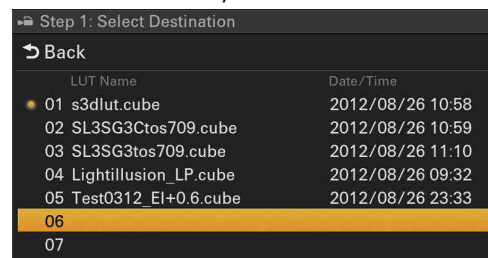 Step 1: Select Destination
Back
LUT Name Date/Time
01 s3dlut.cube 2012/08/26 10:58
02 SL3SG3Ctos709.cube 2012/08/26 10:59
03 SL3SG3tos709.cube 2012/08/26 11:10
04 Lightillusion_LP.cube 2012/08/26 09:32
05 Test0312_EI+0.6.cube 2012/08/26 23:33
06
07